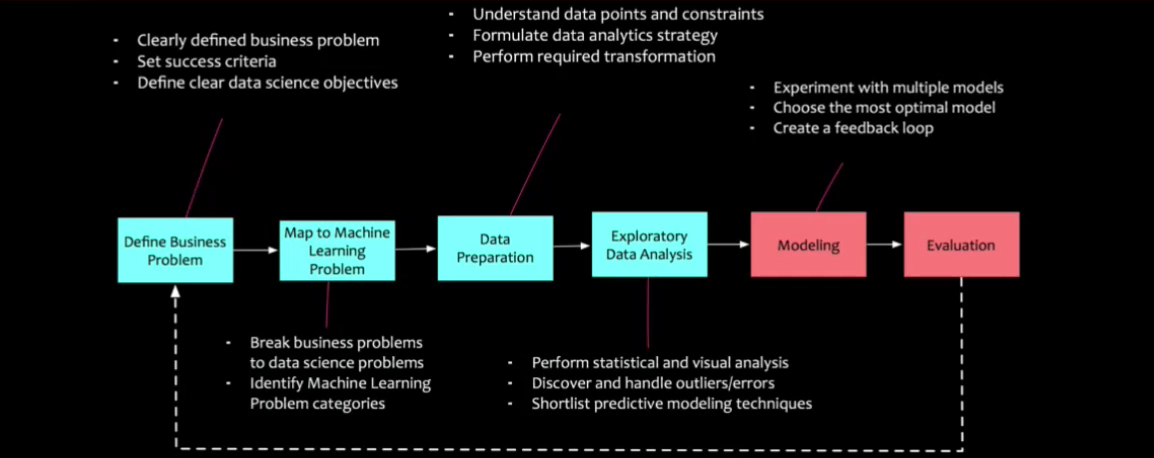 - Clearly defined business problem
- Set success criteria
- Define clear data science objectives
- Understand data points and constraints
- Formulate data analytics strategy
- Perform required transformation
- Experiment with multiple models
- Choose the most optimal model
- Create a feedback loop
Define Business
Problem
Map to Machine
Learning
Problem
Data
Preparation
Exploratory
Data Analysis
Modeling
Evaluation
- Break business problems
to data science problems
- Identify Machine Learning
Problem categories
- Perform statistical and visual analysis
- Discover and handle outliers/errors
- Shortlist predictive modeling techniques